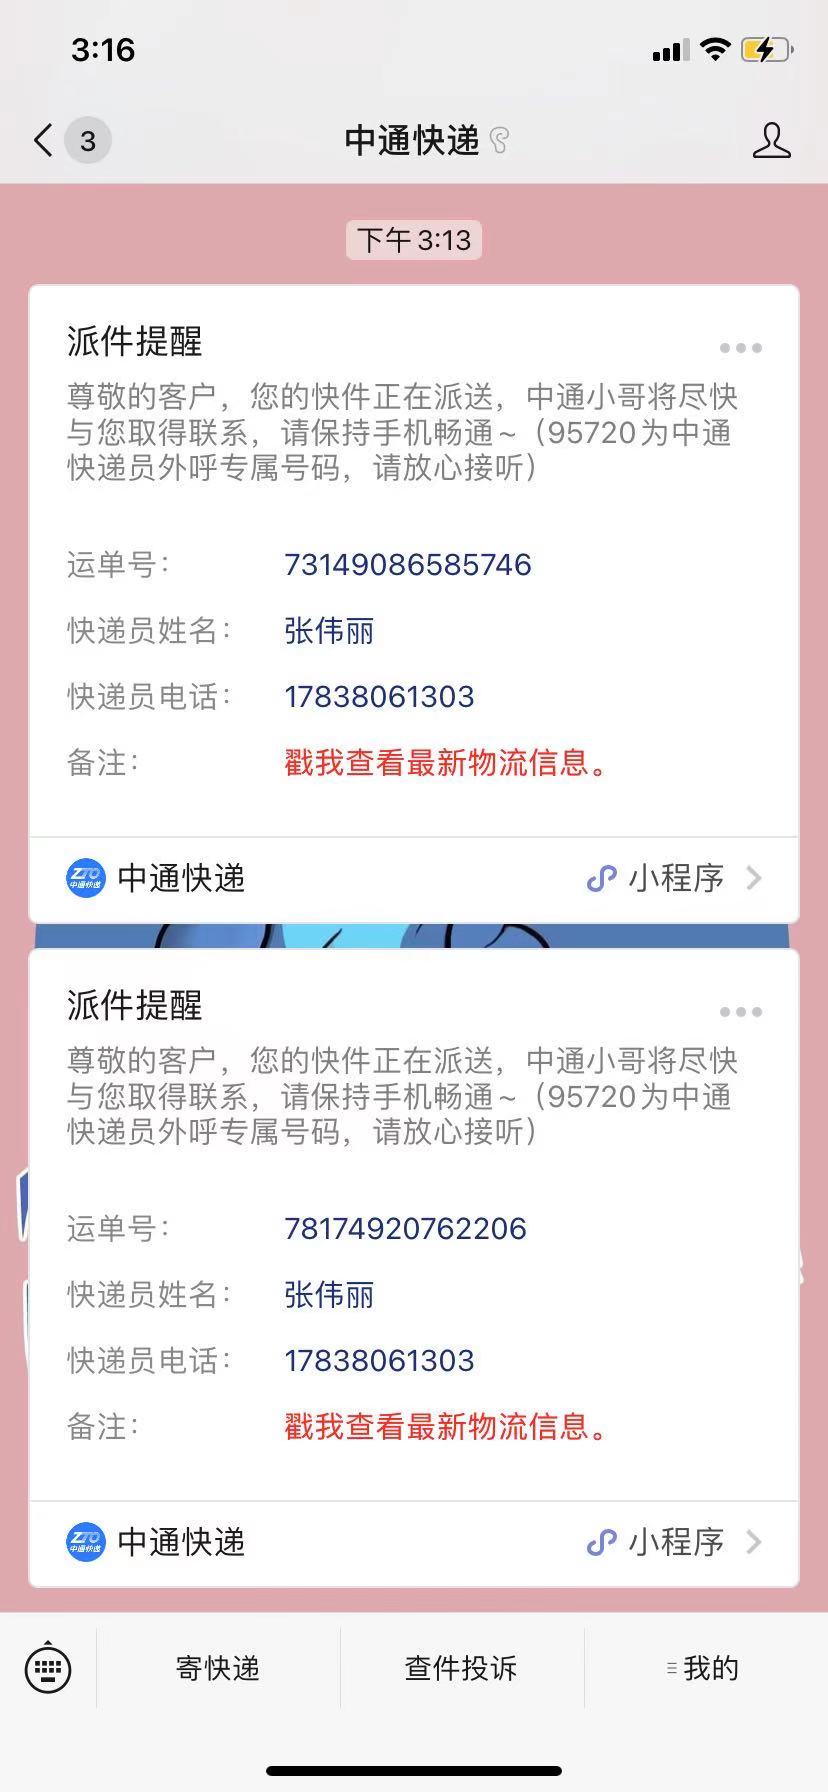 3:16
3
中通快递
下午 3:13
派件提醒
尊敬的客户，您的快件正在派送，中通小哥将尽快
与您取得联系，请保持手机畅通~（95720为中通
快递员外呼专属号码，请放心接听）
运单号： 73149086585746
快递员姓名： 张伟丽
快递员电话： 17838061303
备注： 戳我查看最新物流信息。
ZTO
中通快递
中通快递 小程序
派件提醒
尊敬的客户，您的快件正在派送，中通小哥将尽快
与您取得联系，请保持手机畅通~（95720为中通
快递员外呼专属号码，请放心接听）
运单号： 78174920762206
快递员姓名： 张伟丽
快递员电话： 17838061303
备注： 戳我查看最新物流信息。
ZTO
中通快递
中通快递 小程序
寄快递 查件投诉 我的